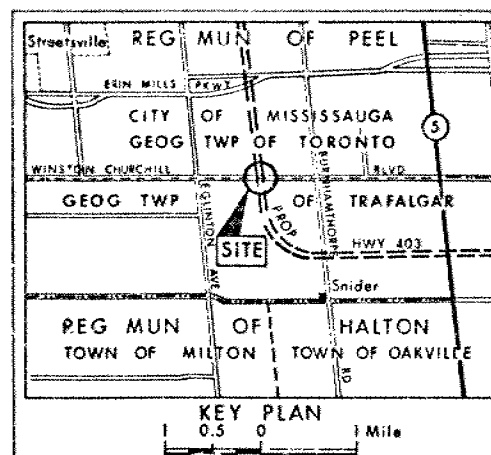 Streetsville
REG MUN OF PEEL
ERIN MILLS PKWY
CITY OF MISSISSAUGA
GEOG TWP OF TORONTO
5
WINSTON CHURCHILL BLVD
BURNHAMTHORPE RD
GEOG TWP OF TRAFALGAR
EGLINTON AVE
PROP HWY 403
SITE
Snider
REG MUN OF HALTON
TOWN OF MILTON TOWN OF OAKVILLE
KEY PLAN
1 0.5 0 1 Mile